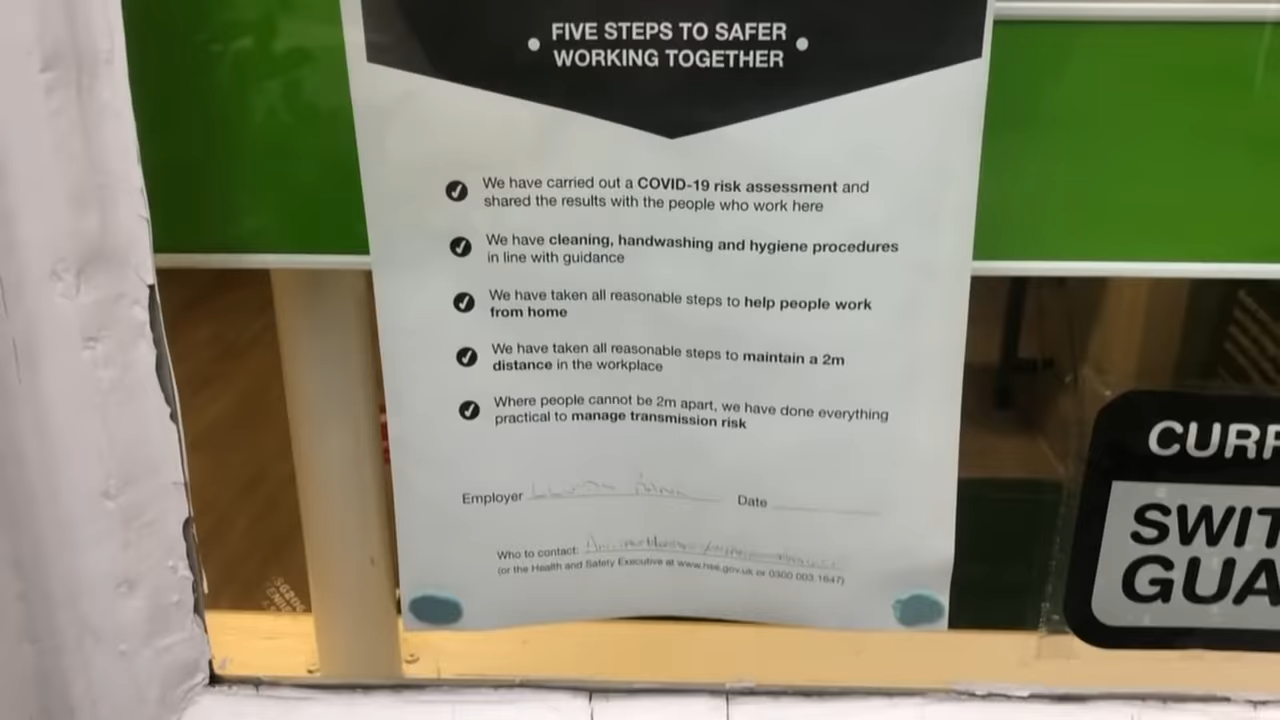 FIVE STEPS TO SAFER
WORKING TOGETHER
We have carried out a COVID-19 risk assessment and
shared the results with the people who work here
We have cleaning, handwashing and hygiene procedures
in line with guidance
We have taken all reasonable steps to help people work
from home
We have taken all reasonable steps to maintain a 2m
distance in the workplace
Where people cannot be 2m apart, we have done everything
practical to manage transmission risk
Employer
Date
Who to contact:
(or the Health and Safety Executive at www.hse.gov.uk or 0300 003 1647)
CURR
SWIT
GUA